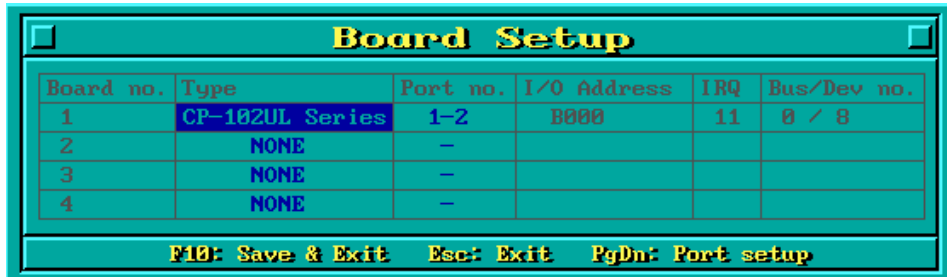 Board Setup
Board no. Type Port no. I/O Address IRQ Bus/Dev no.
1 CP-102UL Series 1-2 B000 11 0 / 8
2 NONE -
3 NONE -
4 NONE -
F10: Save & Exit Esc: Exit PgDn: Port setup